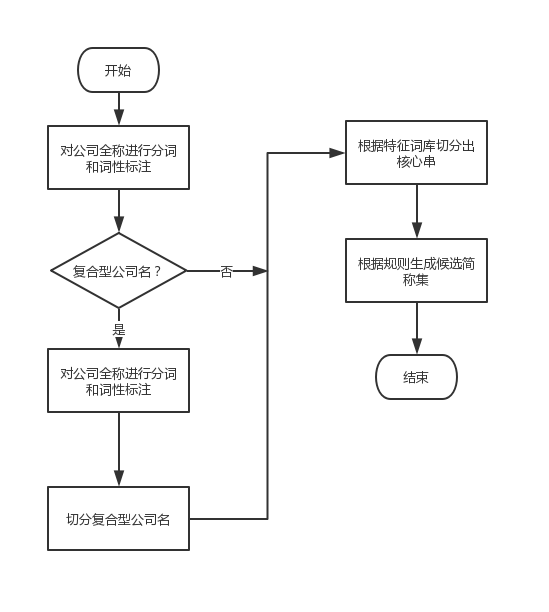 开始
对公司全称进行分词
和词性标注
复合型公司名？
否
是
对公司全称进行分词
和词性标注
切分复合型公司名
根据特征词库切分出
核心串
根据规则生成候选简
称集
结束